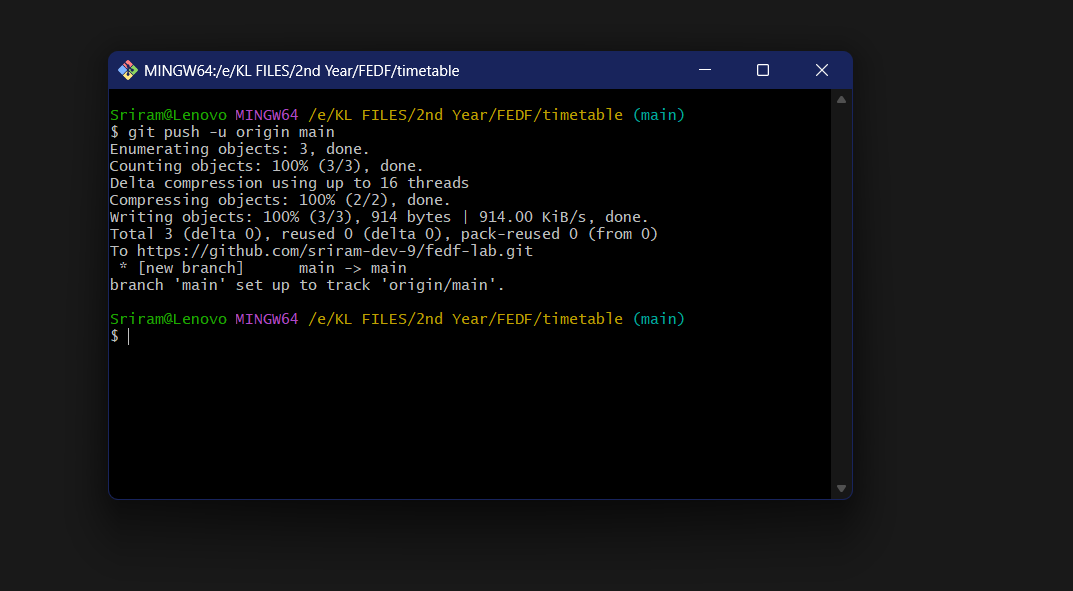 MINGW64:/e/KL FILES/2nd Year/FEDF/timetable
Sriram@Lenovo MINGW64 /e/KL FILES/2nd Year/FEDF/timetable (main)
$ git push -u origin main
Enumerating objects: 3, done.
Counting objects: 100% (3/3), done.
Delta compression using up to 16 threads
Compressing objects: 100% (2/2), done.
Writing objects: 100% (3/3), 914 bytes | 914.00 KiB/s, done.
Total 3 (delta 0), reused 0 (delta 0), pack-reused 0 (from 0)
To https://github.com/sriram-dev-9/fedf-lab.git
 * [new branch]      main -> main
branch 'main' set up to track 'origin/main'.
Sriram@Lenovo MINGW64 /e/KL FILES/2nd Year/FEDF/timetable (main)
$